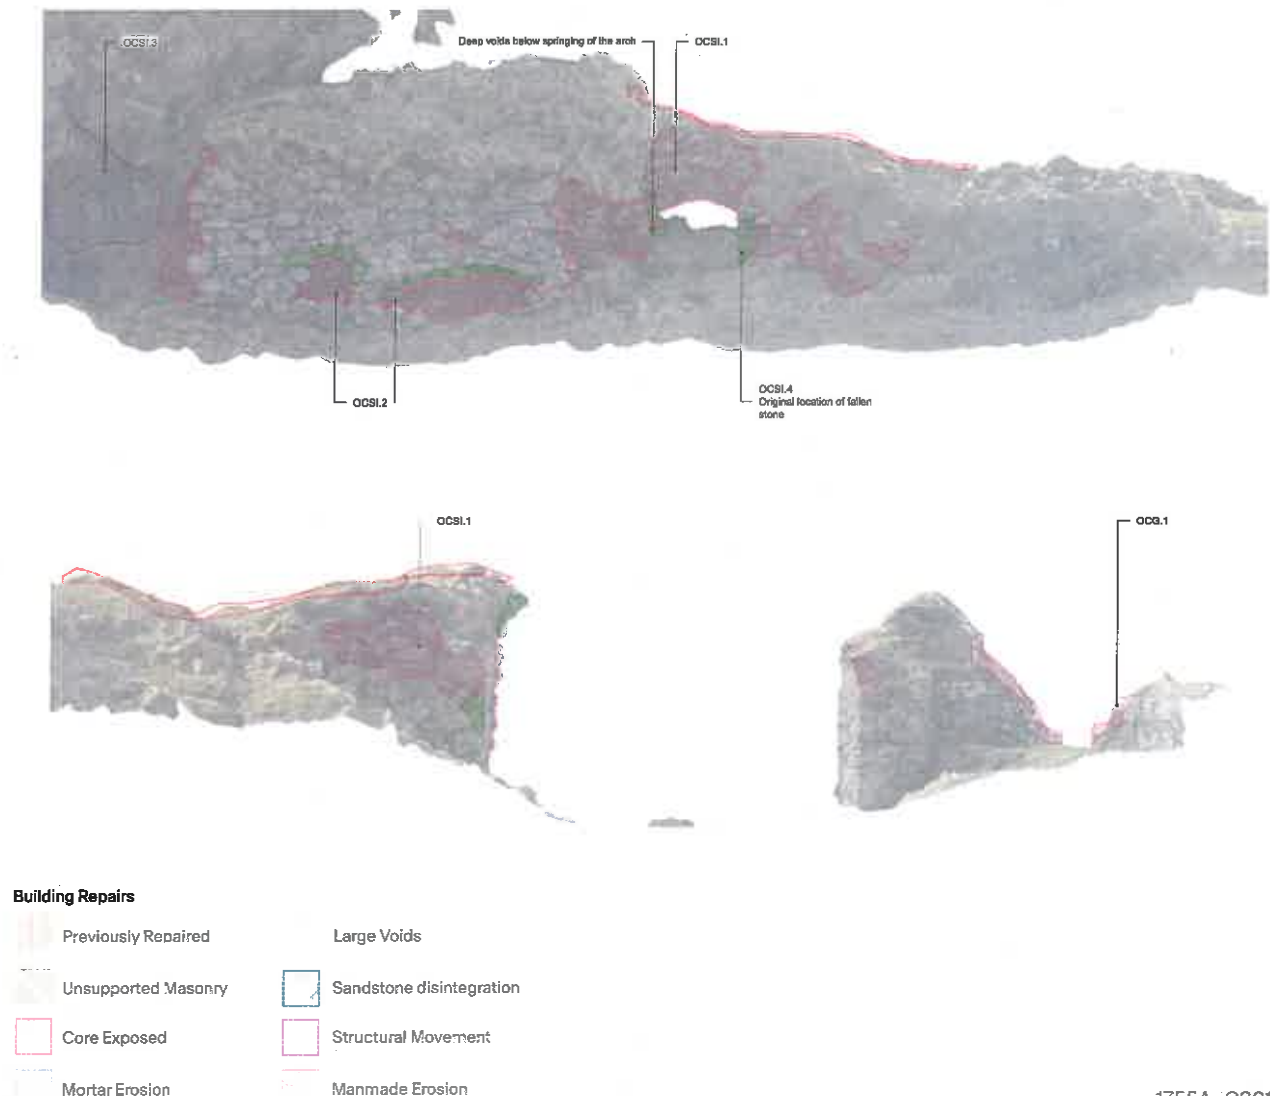 OCSI.3
Deep voids below springing of the arch
OCSI.1
OCSI.2
OCSI.4
Original location of fallen
stone
OCSI.1
OCG.1
Building Repairs
Previously Repaired
Large Voids
Unsupported Masonry
Sandstone disintegration
Core Exposed
Structural Movement
Mortar Erosion
Manmade Erosion